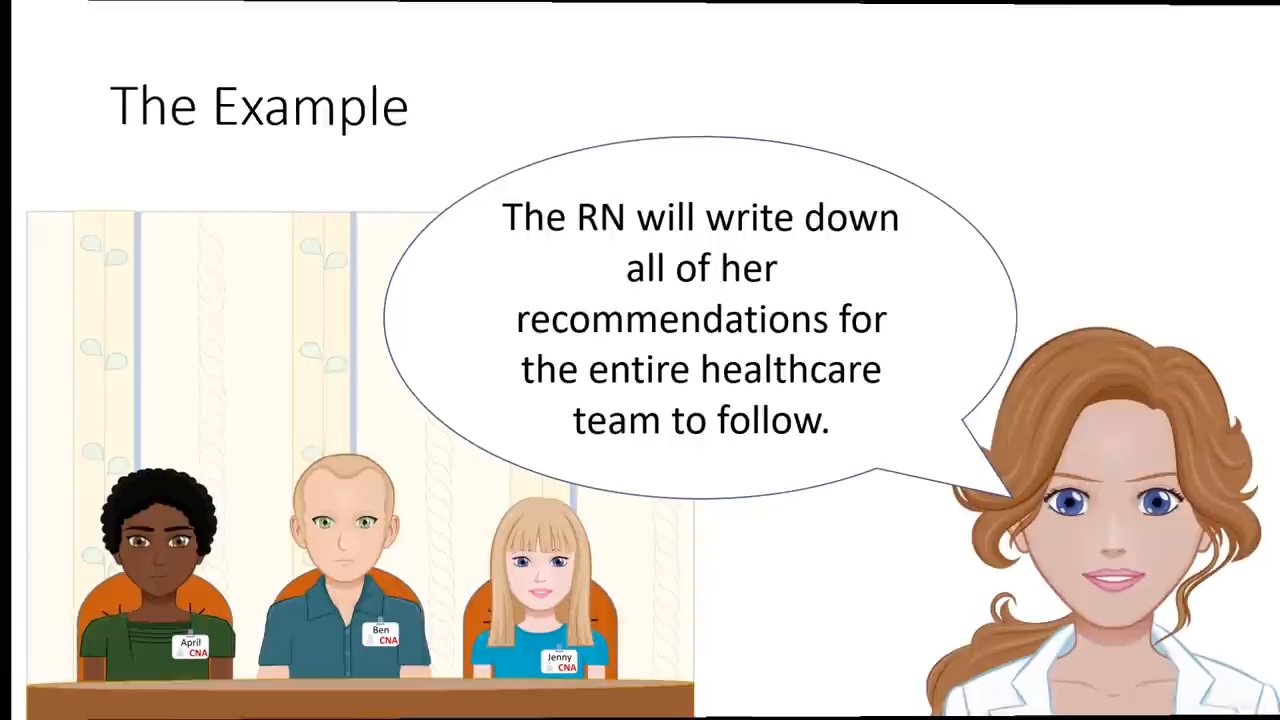 The Example
The RN will write down
all of her
recommendations for
the entire healthcare
team to follow.
April
CNA
Ben
CNA
Jenny
CNA